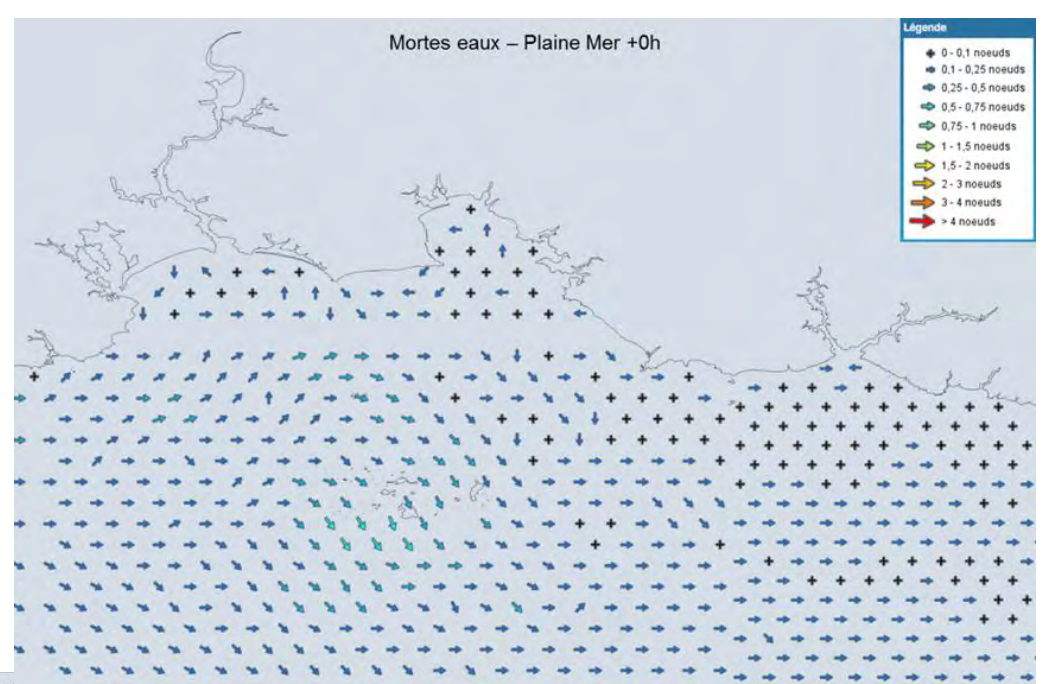 Mortes eaux – Plaine Mer +0h
Légende
0 - 0,1 noeuds
0,1 - 0,25 noeuds
0,25 - 0,5 noeuds
0,5 - 0,75 noeuds
0,75 - 1 noeuds
1 - 1,5 noeuds
1,5 - 2 noeuds
2 - 3 noeuds
3 - 4 noeuds
> 4 noeuds